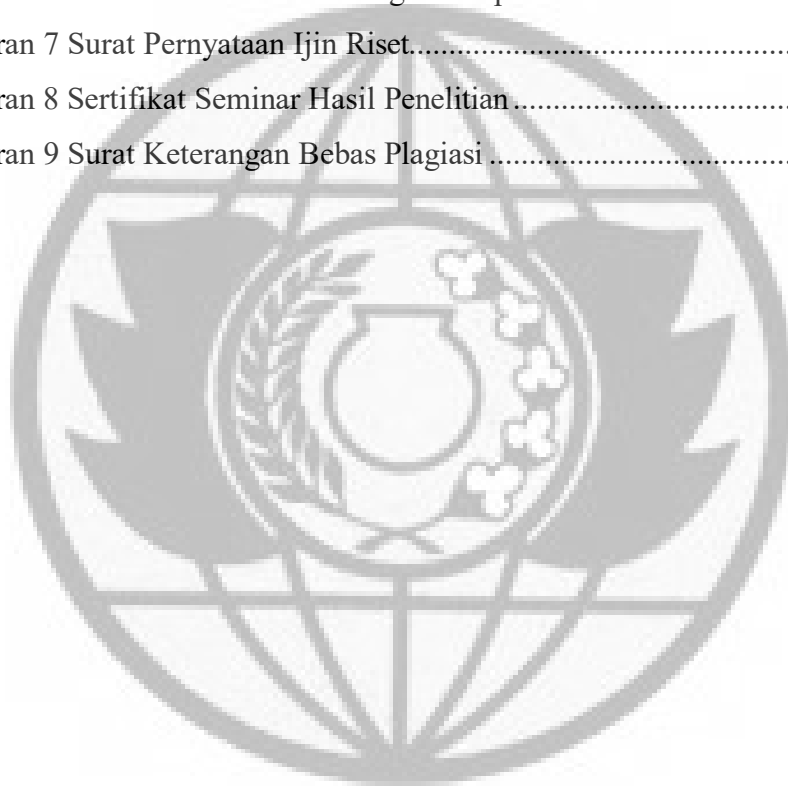 ran 7 Surat Pernyataan Ijin Riset.......................................................
ran 8 Sertifikat Seminar Hasil Penelitian........................................
ran 9 Surat Keterangan Bebas Plagiasi...........................................